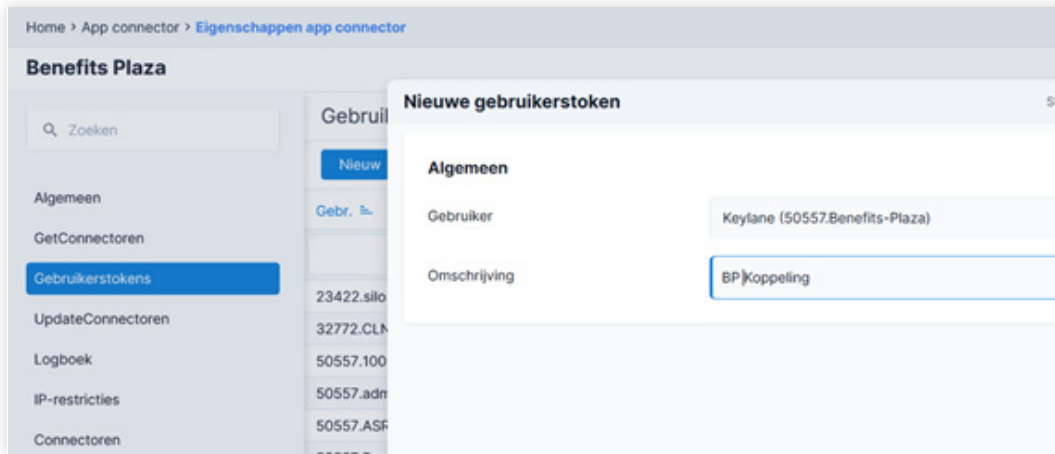 Home > App connector > Eigenschappen app connector
Benefits Plaza
Zoeken
Algemeen
GetConnectoren
Gebruikerstokens
UpdateConnectoren
Logboek
IP-restricties
Connectoren
Nieuw
Gebr.
23422.silo
32772.CLN
50557.100
50557.adm
50557.ASR
Nieuwe gebruikerstoken
Algemeen
Gebruiker
Keylane (50557.Benefits-Plaza)
Omschrijving
BP Koppeling